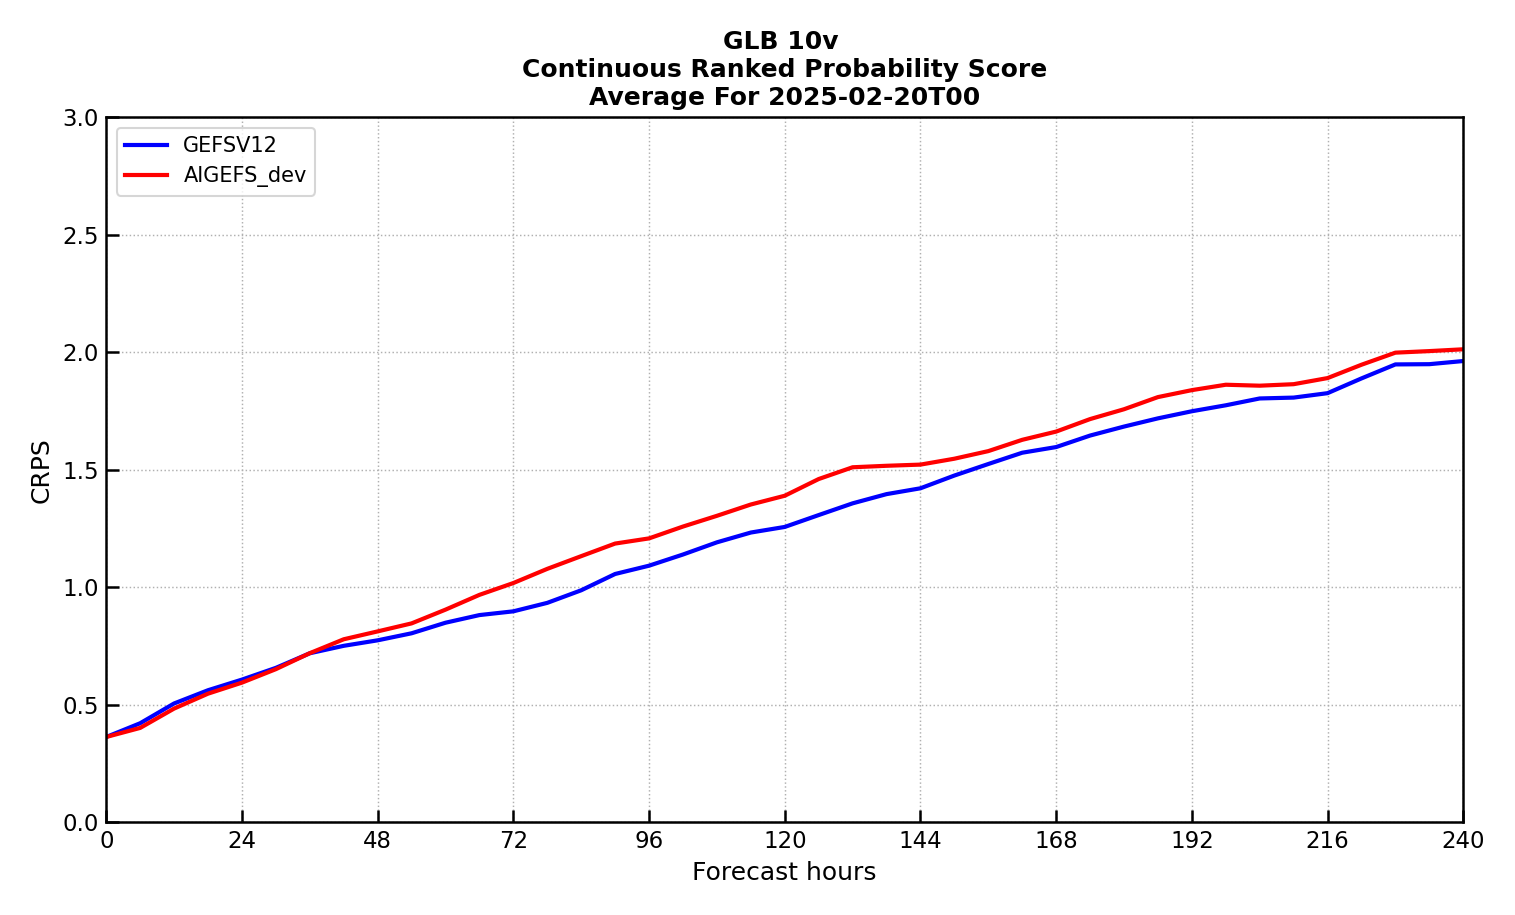 GLB 10v
Continuous Ranked Probability Score
Average For 2025-02-20T00
GEFSV12
AIGEFS_dev
3.0
2.5
2.0
1.5
1.0
0.5
0.0
CRPS
0 24 48 72 96 120 144 168 192 216 240
Forecast hours